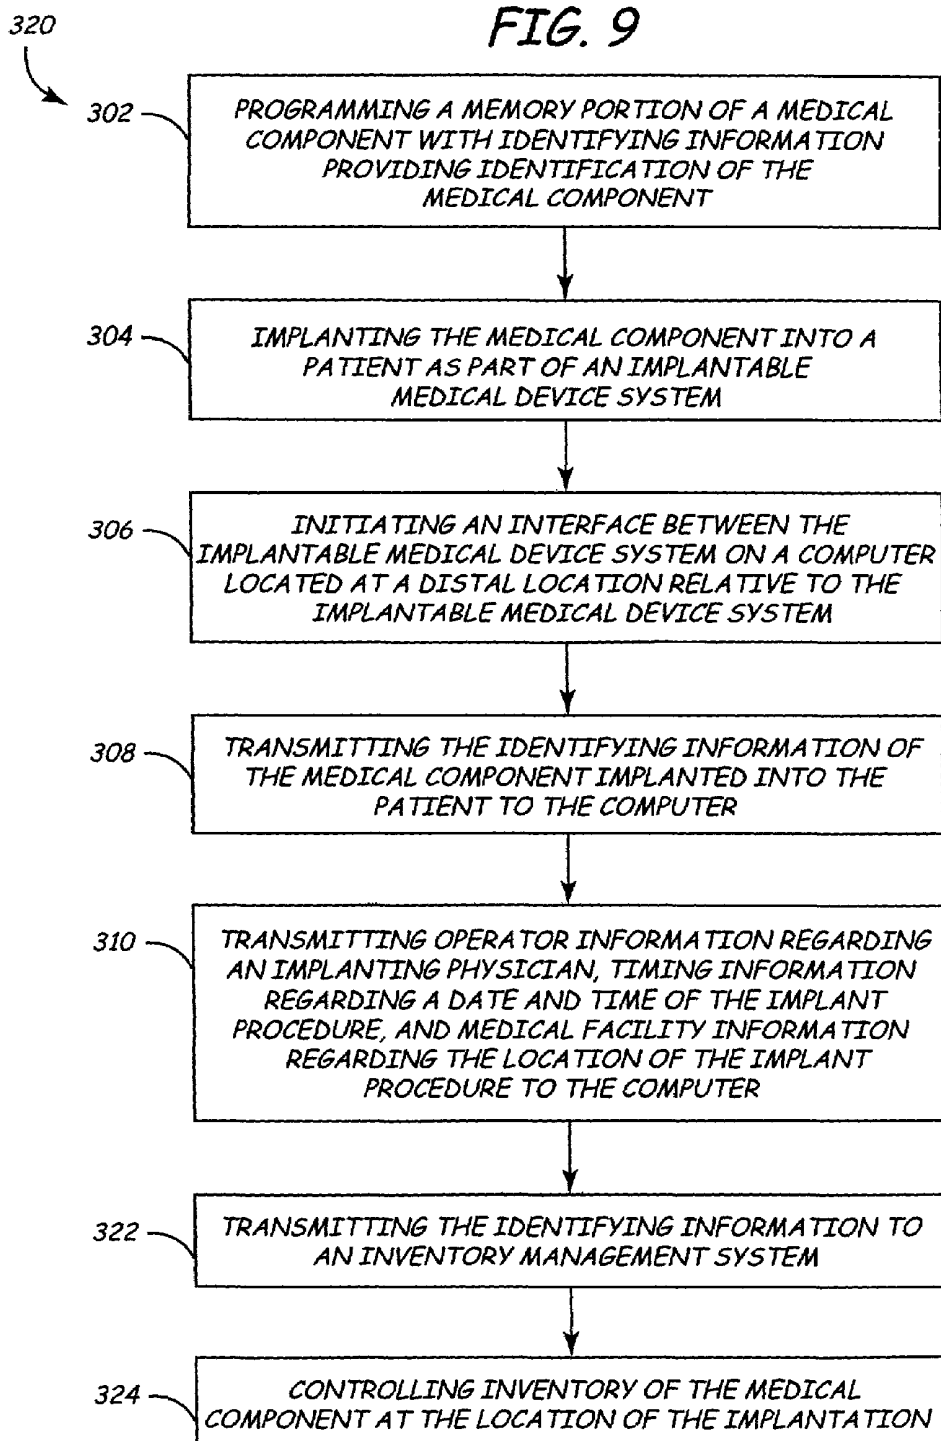 FIG. 9
320
302
PROGRAMMING A MEMORY PORTION OF A MEDICAL
COMPONENT WITH IDENTIFYING INFORMATION
PROVIDING IDENTIFICATION OF THE
MEDICAL COMPONENT
304
IMPLANTING THE MEDICAL COMPONENT INTO A
PATIENT AS PART OF AN IMPLANTABLE
MEDICAL DEVICE SYSTEM
306
INITIATING AN INTERFACE BETWEEN THE
IMPLANTABLE MEDICAL DEVICE SYSTEM ON A COMPUTER
LOCATED AT A DISTAL LOCATION RELATIVE TO THE
IMPLANTABLE MEDICAL DEVICE SYSTEM
308
TRANSMITTING THE IDENTIFYING INFORMATION OF
THE MEDICAL COMPONENT IMPLANTED INTO THE
PATIENT TO THE COMPUTER
310
TRANSMITTING OPERATOR INFORMATION REGARDING
AN IMPLANTING PHYSICIAN, TIMING INFORMATION
REGARDING A DATE AND TIME OF THE IMPLANT
PROCEDURE, AND MEDICAL FACILITY INFORMATION
REGARDING THE LOCATION OF THE IMPLANT
PROCEDURE TO THE COMPUTER
322
TRANSMITTING THE IDENTIFYING INFORMATION TO
AN INVENTORY MANAGEMENT SYSTEM
324
CONTROLLING INVENTORY OF THE MEDICAL
COMPONENT AT THE LOCATION OF THE IMPLANTATION